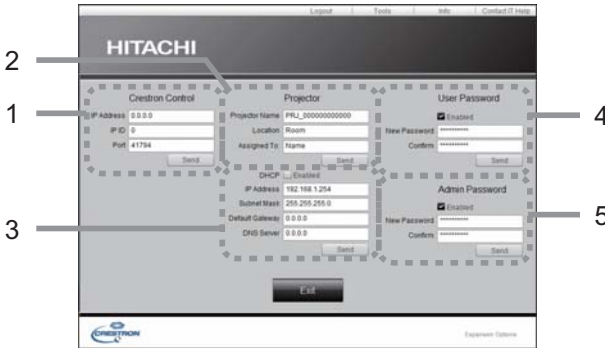 Logout Tools Info Contact IT Help
HITACHI
2
1
3
4
5
Crestron Control
IP Address 0.0.0.0
IP ID 0
Port 41794
Send
Projector
Projector Name PRJ_000000000000
Location Room
Assigned To: Name
Send
DHCP Enabled
IP Address 192.168.1.254
Subnet Mask 255.255.255.0
Default Gateway 0.0.0.0
DNS Server 0.0.0.0
Send
User Password
Enabled
New Password **********
Confirm **********
Send
Admin Password
Enabled
New Password **********
Confirm **********
Send
Exit
CRESTRON
Expansion Options